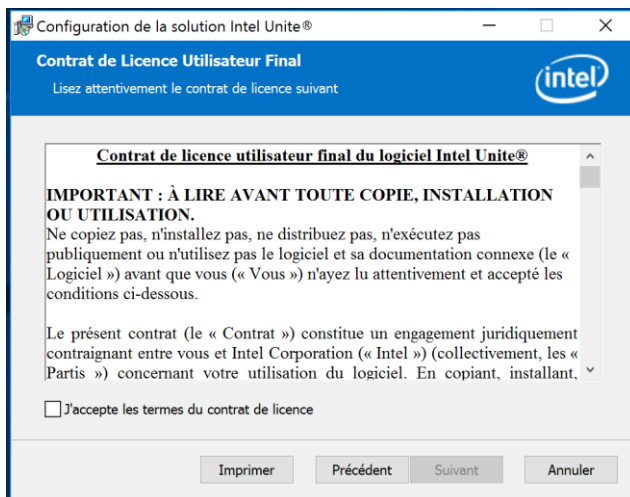 Configuration de la solution Intel Unite®
Contrat de Licence Utilisateur Final
Lisez attentivement le contrat de licence suivant
intel
Contrat de licence utilisateur final du logiciel Intel Unite®
IMPORTANT : À LIRE AVANT TOUTE COPIE, INSTALLATION
OU UTILISATION.
Ne copiez pas, n'installez pas, ne distribuez pas, n'exécutez pas
publiquement ou n'utilisez pas le logiciel et sa documentation connexe (le «
Logiciel ») avant que vous (« Vous ») n'ayez lu attentivement et accepté les
conditions ci-dessous.
Le présent contrat (le « Contrat ») constitue un engagement juridiquement
contraignant entre vous et Intel Corporation (« Intel ») (collectivement, les «
Partis ») concernant votre utilisation du logiciel. En copiant, installant,
J'accepte les termes du contrat de licence
Imprimer Précédent Suivant Annuler